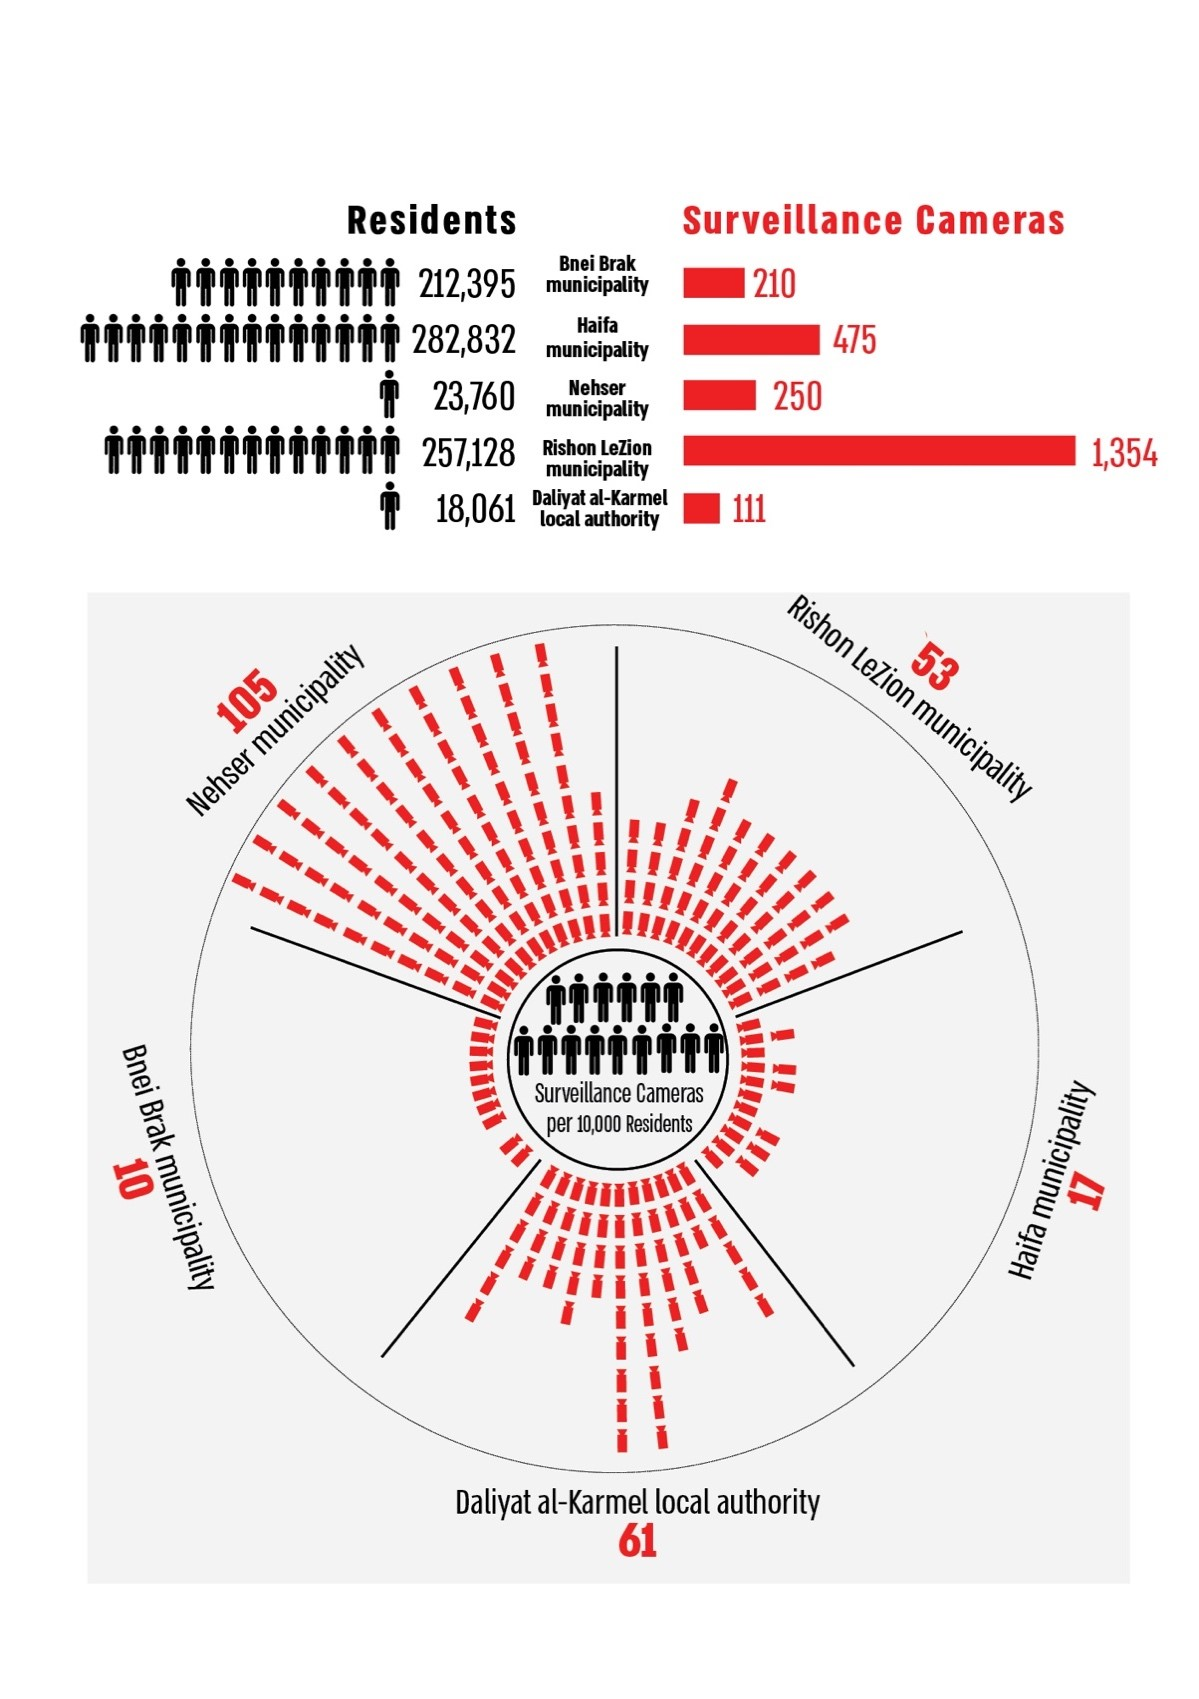 Residents
Surveillance Cameras
212,395
Bnei Brak
municipality
210
282,832
Haifa
municipality
475
23,760
Nehser
municipality
250
257,128
Rishon LeZion
municipality
1,354
18,061
Daliyat al-Karmel
local authority
111
105
Nehser municipality
Rishon LeZion municipality
53
Bnei Brak municipality
10
Surveillance Cameras
per 10,000 Residents
Haifa municipality
17
Daliyat al-Karmel local authority
61